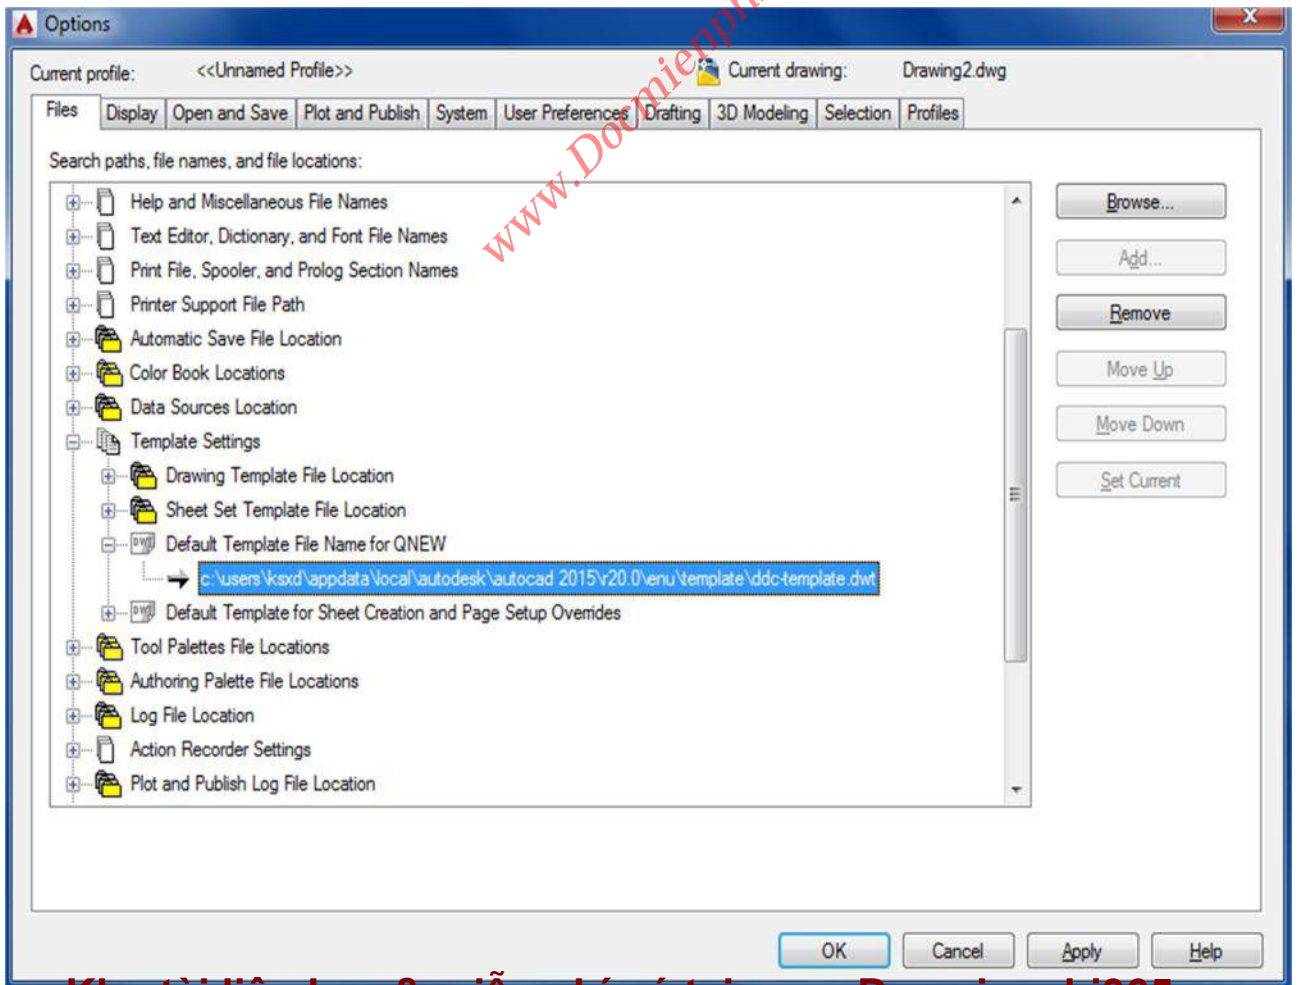 Options
Current profile: <<Unnamed Profile>> Current drawing: Drawing2.dwg
Files Display Open and Save Plot and Publish System User Preferences Drafting 3D Modeling Selection Profiles
Search paths, file names, and file locations:
Help and Miscellaneous File Names
Text Editor, Dictionary, and Font File Names
Print File, Spooler, and Prolog Section Names
Printer Support File Path
Automatic Save File Location
Color Book Locations
Data Sources Location
Template Settings
Drawing Template File Location
Sheet Set Template File Location
Default Template File Name for QNEW
c:\users\ksxd\appdata\local\autodesk\autocad 2015\r20.0\enu\template\ddc-template.dwt
Default Template for Sheet Creation and Page Setup Overrides
Tool Palettes File Locations
Authoring Palette File Locations
Log File Location
Action Recorder Settings
Plot and Publish Log File Location
Browse...
Add...
Remove
Move Up
Move Down
Set Current
OK Cancel Apply Help
www.Docmienph